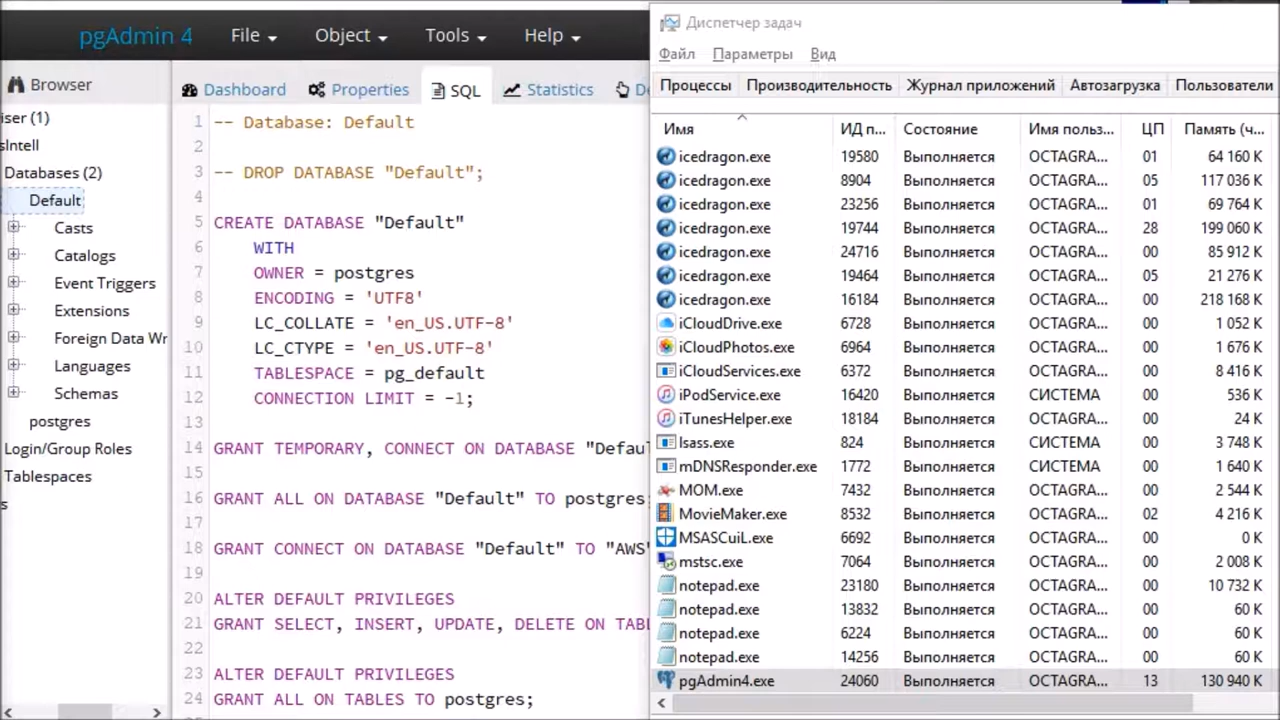 pgAdmin 4 File Object Tools Help
Browser
iser (1)
sIntell
Databases (2)
Default
Casts
Catalogs
Event Triggers
Extensions
Foreign Data Wr
Languages
Schemas
postgres
Login/Group Roles
Tablespaces
s
Dashboard Properties SQL Statistics De
1 -- Database: Default
2
3 -- DROP DATABASE "Default";
4
5 CREATE DATABASE "Default"
6 WITH
7 OWNER = postgres
8 ENCODING = 'UTF8'
9 LC_COLLATE = 'en_US.UTF-8'
10 LC_CTYPE = 'en_US.UTF-8'
11 TABLESPACE = pg_default
12 CONNECTION LIMIT = -1;
13
14 GRANT TEMPORARY, CONNECT ON DATABASE "Defau
15
16 GRANT ALL ON DATABASE "Default" TO postgres;
17
18 GRANT CONNECT ON DATABASE "Default" TO "AWS"
19
20 ALTER DEFAULT PRIVILEGES
21 GRANT SELECT, INSERT, UPDATE, DELETE ON TABL
22
23 ALTER DEFAULT PRIVILEGES
24 GRANT ALL ON TABLES TO postgres;
Диспетчер задач
Файл Параметры Вид
Процессы Производительность Журнал приложений Автозагрузка Пользователи
Имя ИД п... Состояние Имя польз... ЦП Память (ч...
icedragon.exe 19580 Выполняется OCTAGRA... 01 64 160 K
icedragon.exe 8904 Выполняется OCTAGRA... 05 117 036 K
icedragon.exe 23256 Выполняется OCTAGRA... 01 69 764 K
icedragon.exe 19744 Выполняется OCTAGRA... 28 199 060 K
icedragon.exe 24716 Выполняется OCTAGRA... 00 85 912 K
icedragon.exe 19464 Выполняется OCTAGRA... 05 21 276 K
icedragon.exe 16184 Выполняется OCTAGRA... 00 218 168 K
iCloudDrive.exe 6728 Выполняется OCTAGRA... 00 1 052 K
iCloudPhotos.exe 6964 Выполняется OCTAGRA... 00 1 676 K
iCloudServices.exe 6372 Выполняется OCTAGRA... 00 8 416 K
iPodService.exe 16420 Выполняется СИСТЕМА 00 536 K
iTunesHelper.exe 18184 Выполняется OCTAGRA... 00 24 K
lsass.exe 824 Выполняется СИСТЕМА 00 3 748 K
mDNSResponder.exe 1772 Выполняется СИСТЕМА 00 1 640 K
MOM.exe 7432 Выполняется OCTAGRA... 00 2 544 K
MovieMaker.exe 8532 Выполняется OCTAGRA... 02 4 216 K
MSASCuiL.exe 6692 Выполняется OCTAGRA... 00 0 K
mstsc.exe 7064 Выполняется OCTAGRA... 00 2 008 K
notepad.exe 23180 Выполняется OCTAGRA... 00 10 732 K
notepad.exe 13832 Выполняется OCTAGRA... 00 60 K
notepad.exe 6224 Выполняется OCTAGRA... 00 60 K
notepad.exe 14256 Выполняется OCTAGRA... 00 60 K
pgAdmin4.exe 24060 Выполняется OCTAGRA... 13 130 940 K